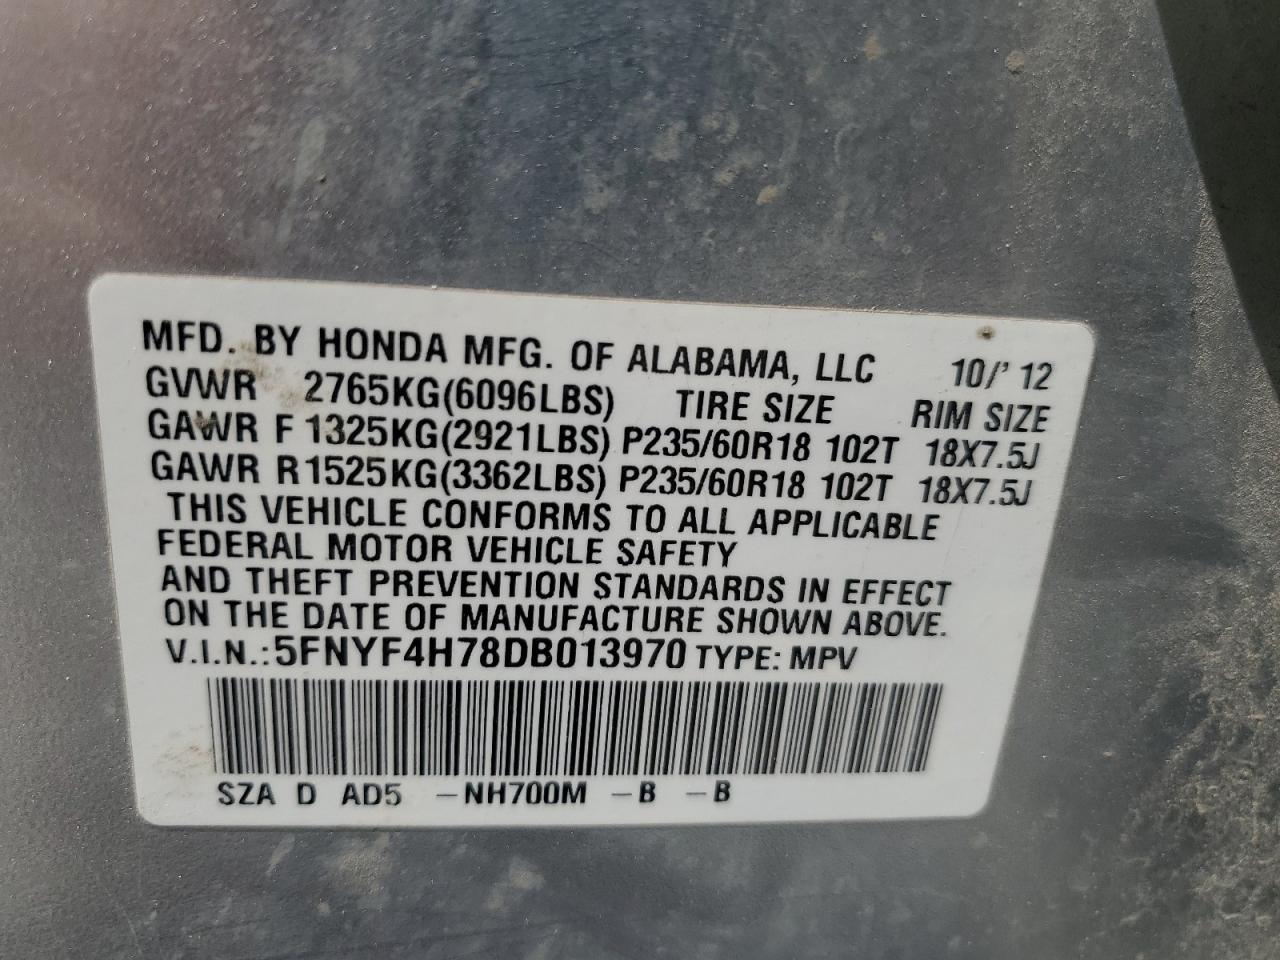 MFD. BY HONDA MFG. OF ALABAMA, LLC 10/' 12
GVWR 2765KG(6096LBS) TIRE SIZE RIM SIZE
GAWR F 1325KG(2921LBS) P235/60R18 102T 18X7.5J
GAWR R1525KG(3362LBS) P235/60R18 102T 18X7.5J
THIS VEHICLE CONFORMS TO ALL APPLICABLE
FEDERAL MOTOR VEHICLE SAFETY
AND THEFT PREVENTION STANDARDS IN EFFECT
ON THE DATE OF MANUFACTURE SHOWN ABOVE.
V.I.N.:5FNYF4H78DB013970 TYPE: MPV
SZA D AD5 -NH700M -B -B